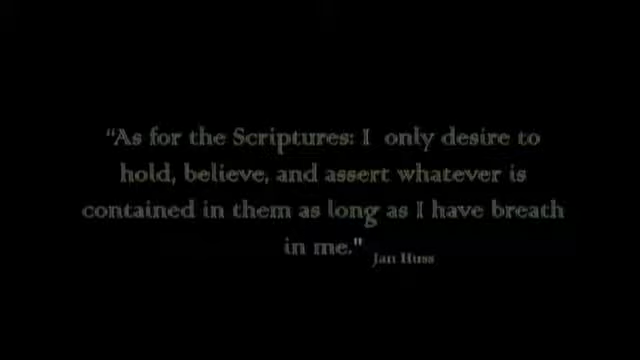 "As for the Scriptures: I only desire to
hold, believe, and assert whatever is
contained in them as long as I have breath
in me."
Jan Huss